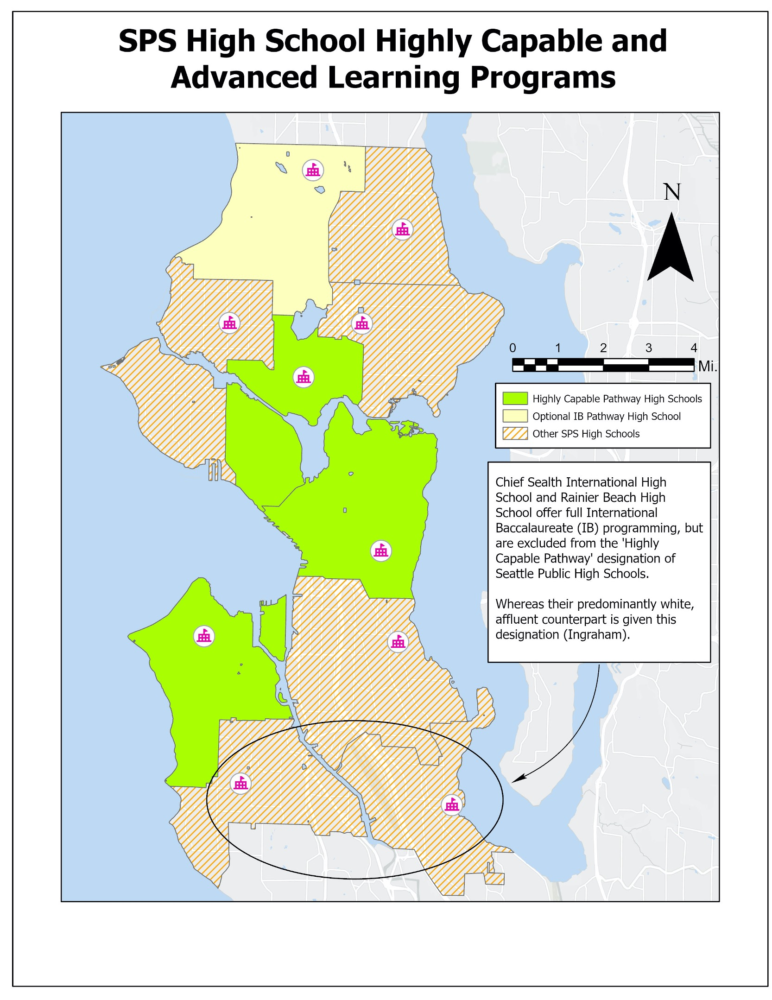 SPS High School Highly Capable and
Advanced Learning Programs
N
0 1 2 3 4
Mi.
Highly Capable Pathway High Schools
Optional IB Pathway High School
Other SPS High Schools
Chief Sealth International High
School and Rainier Beach High
School offer full International
Baccalaureate (IB) programming, but
are excluded from the 'Highly
Capable Pathway' designation of
Seattle Public High Schools.
Whereas their predominantly white,
affluent counterpart is given this
designation (Ingraham).